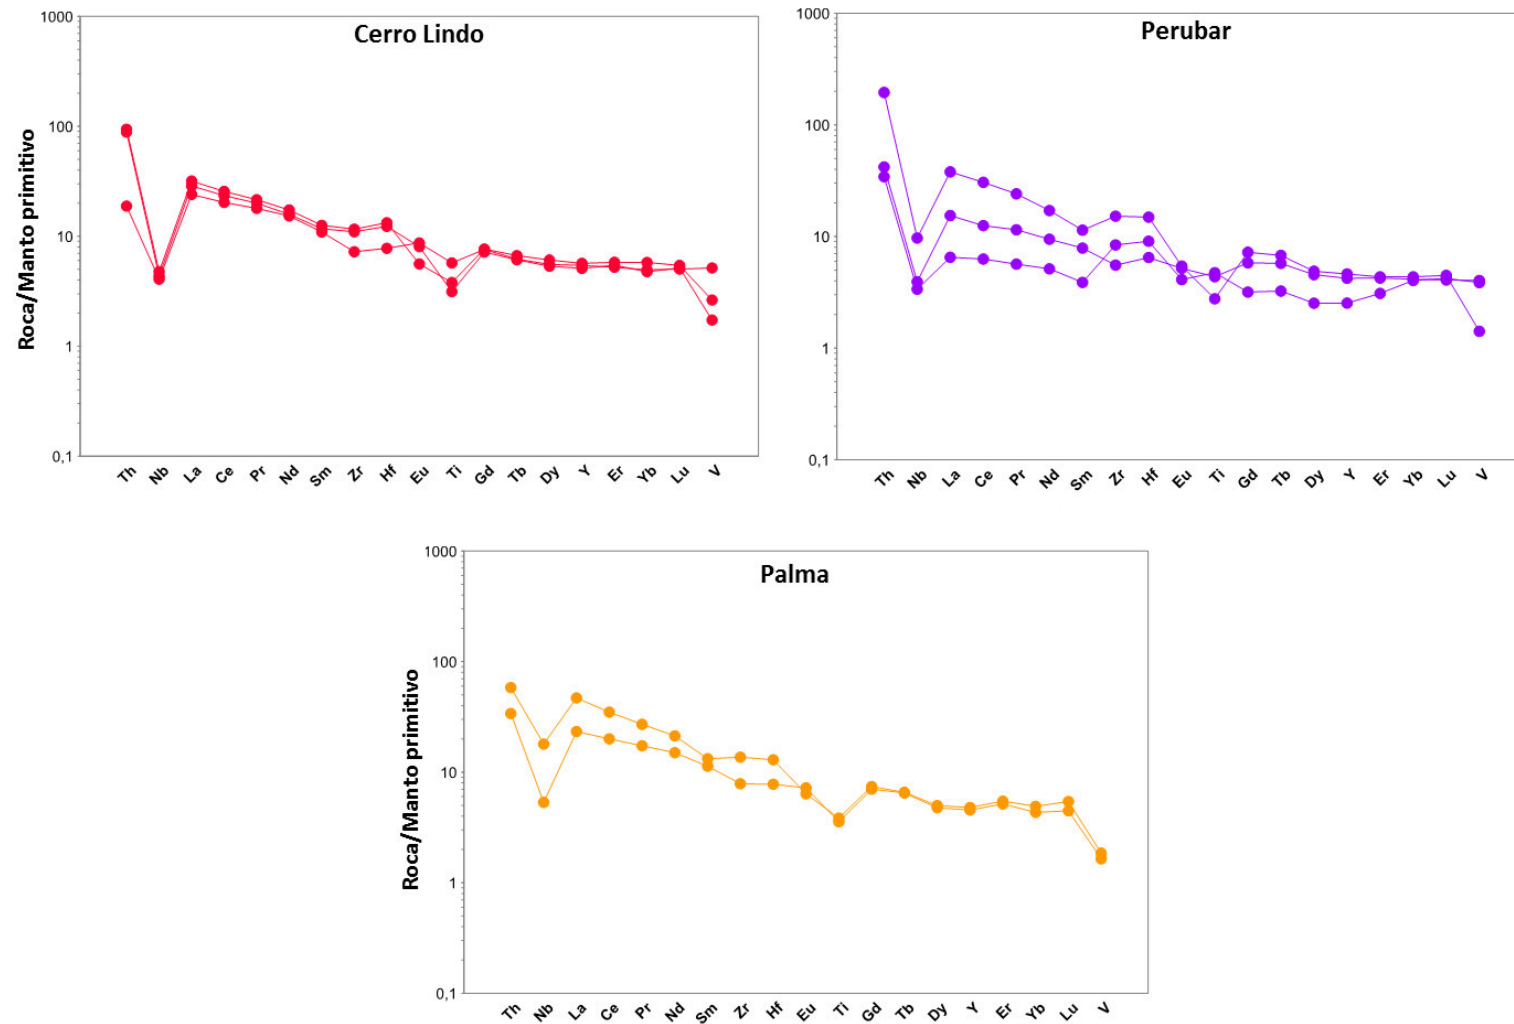 Cerro Lindo
Roca/Manto primitivo
1000
100
10
1
0,1
Th Nb La Ce Pr Nd Sm Zr Hf Eu Ti Gd Tb Dy Y Er Yb Lu V
Perubar
1000
100
10
1
0,1
Th Nb La Ce Pr Nd Sm Zr Hf Eu Ti Gd Tb Dy Y Er Yb Lu V
Palma
Roca/Manto primitivo
1000
100
10
1
0,1
Th Nb La Ce Pr Nd Sm Zr Hf Eu Ti Gd Tb Dy Y Er Yb Lu V